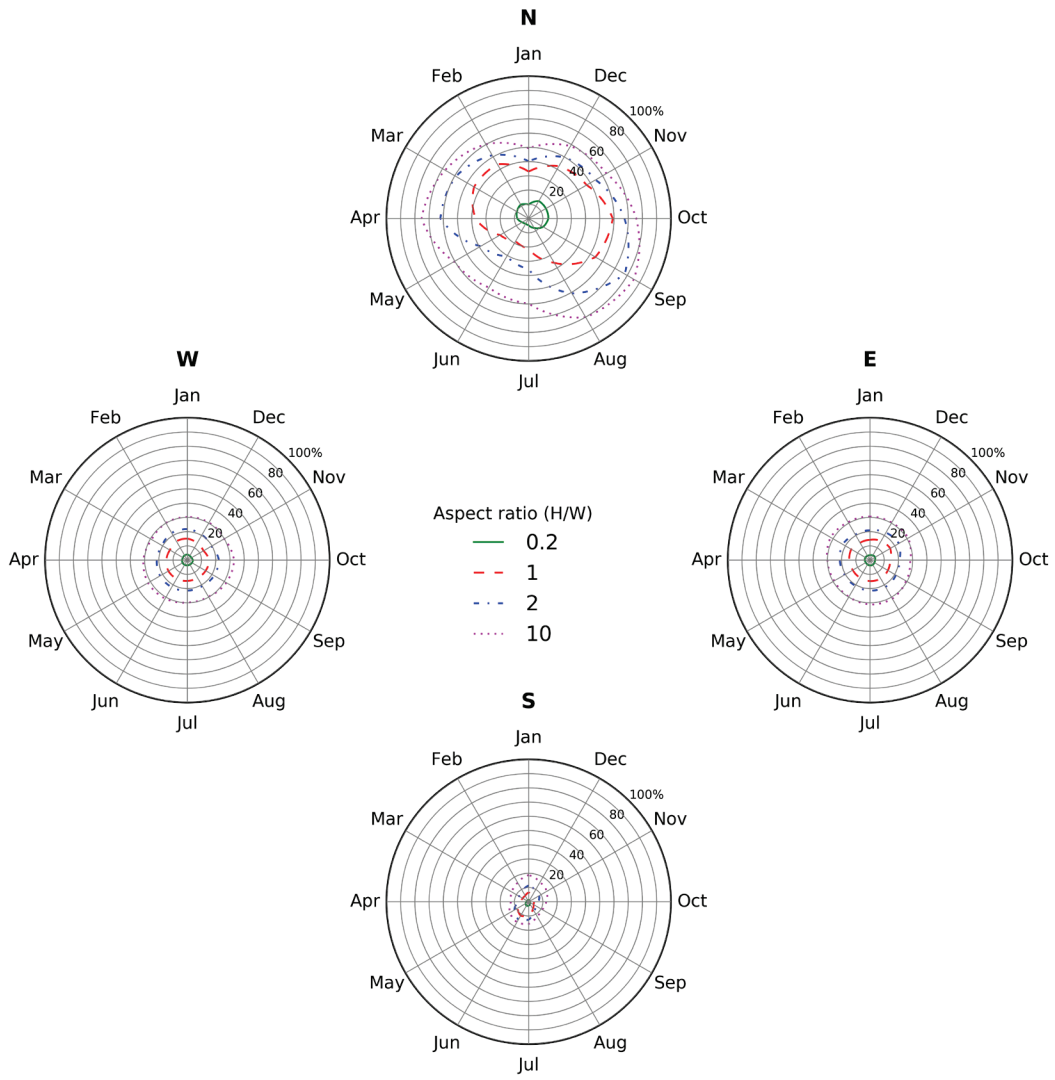 N
Jan
Feb Dec
100%
Mar 80 Nov
60
40
20
Apr Oct
May Sep
Jun Aug
Jul
W
Jan
Feb Dec
100%
Mar 80 Nov
60
40
20
Apr Oct
May Sep
Jun Aug
Jul
E
Jan
Feb Dec
100%
Mar 80 Nov
60
40
20
Apr Oct
May Sep
Jun Aug
Jul
Aspect ratio (H/W)
0.2
1
2
10
S
Jan
Feb Dec
100%
Mar 80 Nov
60
40
20
Apr Oct
May Sep
Jun Aug
Jul